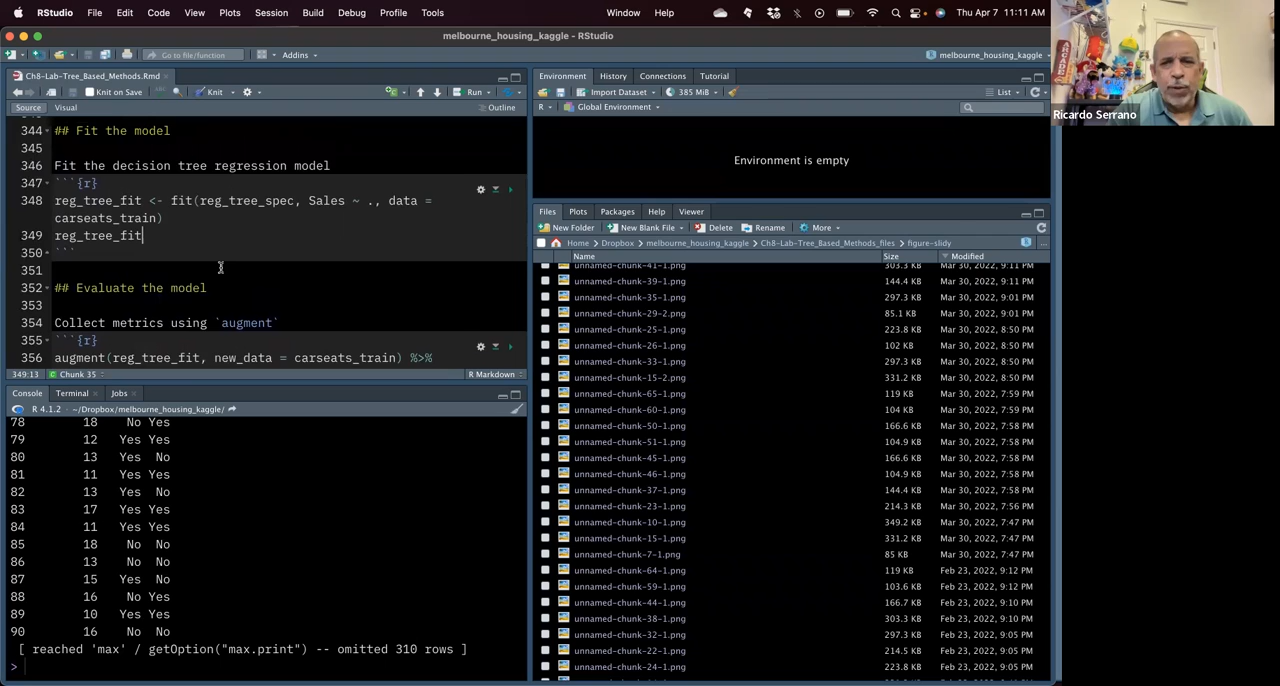 RStudio File Edit Code View Plots Session Build Debug Profile Tools Window Help Thu Apr 7 11:11 AM
melbourne_housing_kaggle - RStudio
Go to file/function Addins melbourne_housing_kaggle
Ch8-Lab-Tree_Based_Methods.Rmd
Knit on Save Knit Run
Source Visual Outline
344 ## Fit the model
345
346 Fit the decision tree regression model
347 ```{r}
348 reg_tree_fit <- fit(reg_tree_spec, Sales ~ ., data =
carseats_train)
349 reg_tree_fit
350 ```
351
352 ## Evaluate the model
353
354 Collect metrics using `augment`
355 ```{r}
356 augment(reg_tree_fit, new_data = carseats_train) %>%
349:13 Chunk 35 R Markdown
Console Terminal Jobs
R 4.1.2 · ~/Dropbox/melbourne_housing_kaggle/
78 18 No Yes
79 12 Yes Yes
80 13 Yes No
81 11 Yes Yes
82 13 Yes No
83 17 Yes Yes
84 11 Yes Yes
85 18 No No
86 13 No No
87 15 Yes No
88 16 No Yes
89 10 Yes Yes
90 16 No No
[ reached 'max' / getOption("max.print") -- omitted 310 rows ]
>
Environment History Connections Tutorial
Import Dataset 385 MiB List
R Global Environment
Environment is empty
Files Plots Packages Help Viewer
New Folder New Blank File Delete Rename More
Home Dropbox melbourne_housing_kaggle Ch8-Lab-Tree_Based_Methods_files figure-slidy
Name Size Modified
unnamed-chunk-41-1.png 303.3 KB Mar 30, 2022, 9:11 PM
unnamed-chunk-39-1.png 144.4 KB Mar 30, 2022, 9:11 PM
unnamed-chunk-35-1.png 297.3 KB Mar 30, 2022, 9:01 PM
unnamed-chunk-29-2.png 85.1 KB Mar 30, 2022, 9:01 PM
unnamed-chunk-25-1.png 223.8 KB Mar 30, 2022, 8:50 PM
unnamed-chunk-26-1.png 102 KB Mar 30, 2022, 8:50 PM
unnamed-chunk-33-1.png 297.3 KB Mar 30, 2022, 8:50 PM
unnamed-chunk-15-2.png 331.2 KB Mar 30, 2022, 8:50 PM
unnamed-chunk-65-1.png 119 KB Mar 30, 2022, 7:59 PM
unnamed-chunk-60-1.png 104 KB Mar 30, 2022, 7:59 PM
unnamed-chunk-50-1.png 166.6 KB Mar 30, 2022, 7:58 PM
unnamed-chunk-51-1.png 104.9 KB Mar 30, 2022, 7:58 PM
unnamed-chunk-45-1.png 166.6 KB Mar 30, 2022, 7:58 PM
unnamed-chunk-46-1.png 104.9 KB Mar 30, 2022, 7:58 PM
unnamed-chunk-37-1.png 144.4 KB Mar 30, 2022, 7:58 PM
unnamed-chunk-23-1.png 214.3 KB Mar 30, 2022, 7:56 PM
unnamed-chunk-10-1.png 349.2 KB Mar 30, 2022, 7:47 PM
unnamed-chunk-15-1.png 331.2 KB Mar 30, 2022, 7:47 PM
unnamed-chunk-7-1.png 85 KB Mar 30, 2022, 7:47 PM
unnamed-chunk-64-1.png 119 KB Feb 23, 2022, 9:12 PM
unnamed-chunk-59-1.png 103.6 KB Feb 23, 2022, 9:12 PM
unnamed-chunk-44-1.png 166.7 KB Feb 23, 2022, 9:10 PM
unnamed-chunk-38-1.png 303.3 KB Feb 23, 2022, 9:10 PM
unnamed-chunk-32-1.png 297.3 KB Feb 23, 2022, 9:05 PM
unnamed-chunk-22-1.png 214.5 KB Feb 23, 2022, 9:05 PM
unnamed-chunk-24-1.png 223.8 KB Feb 23, 2022, 9:05 PM
ARCADE
Ricardo Serrano